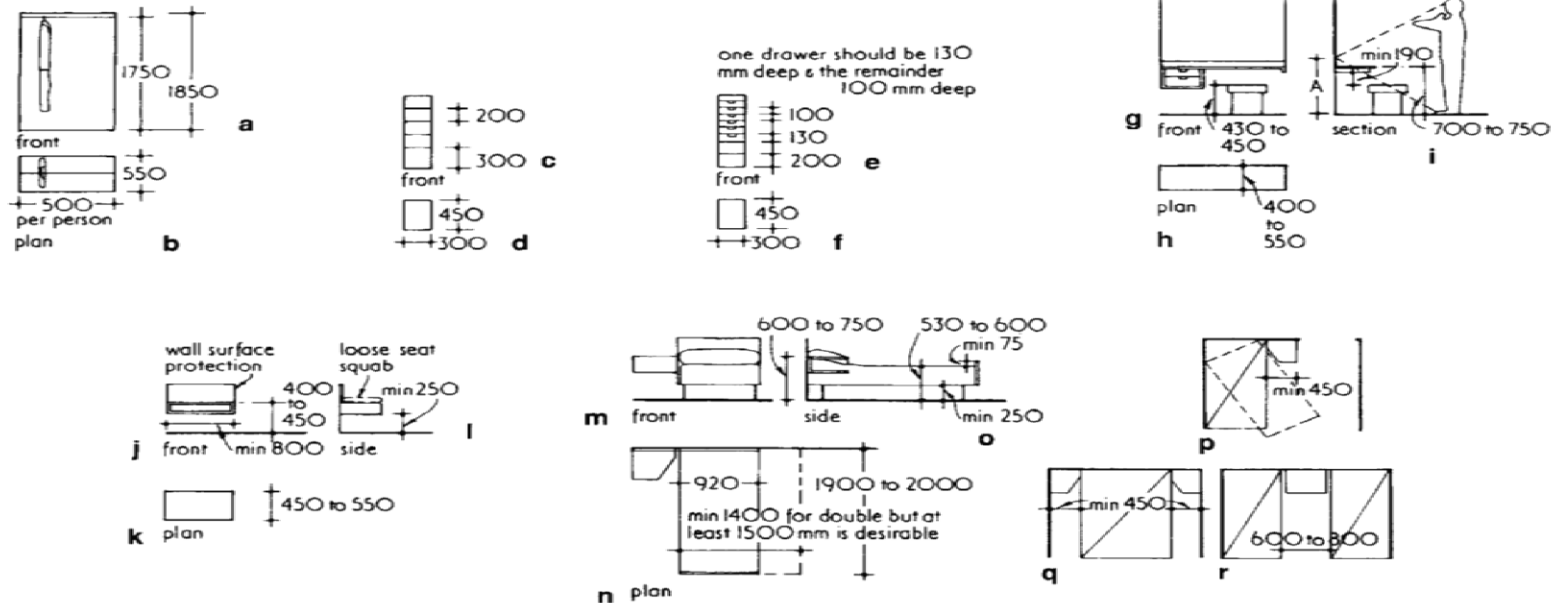 1750
1850
a
front
550
500
per person
plan
b
200
300
c
front
450
300
d
one drawer should be 130
mm deep & the remainder
100 mm deep
100
130
200
e
front
450
300
f
g
front
430 to
450
plan
400
to
550
h
min 190
A
section
700 to 750
i
wall surface
protection
loose seat
squab
400
to
450
min 250
j
front
min 800
side
l
450 to 550
k
plan
600 to 750
530 to 600
min 75
m
front
side
min 250
o
920
1900 to 2000
min 1400 for double but at
least 1500 mm is desirable
n
plan
min 450
p
min 450
q
600 to 800
r